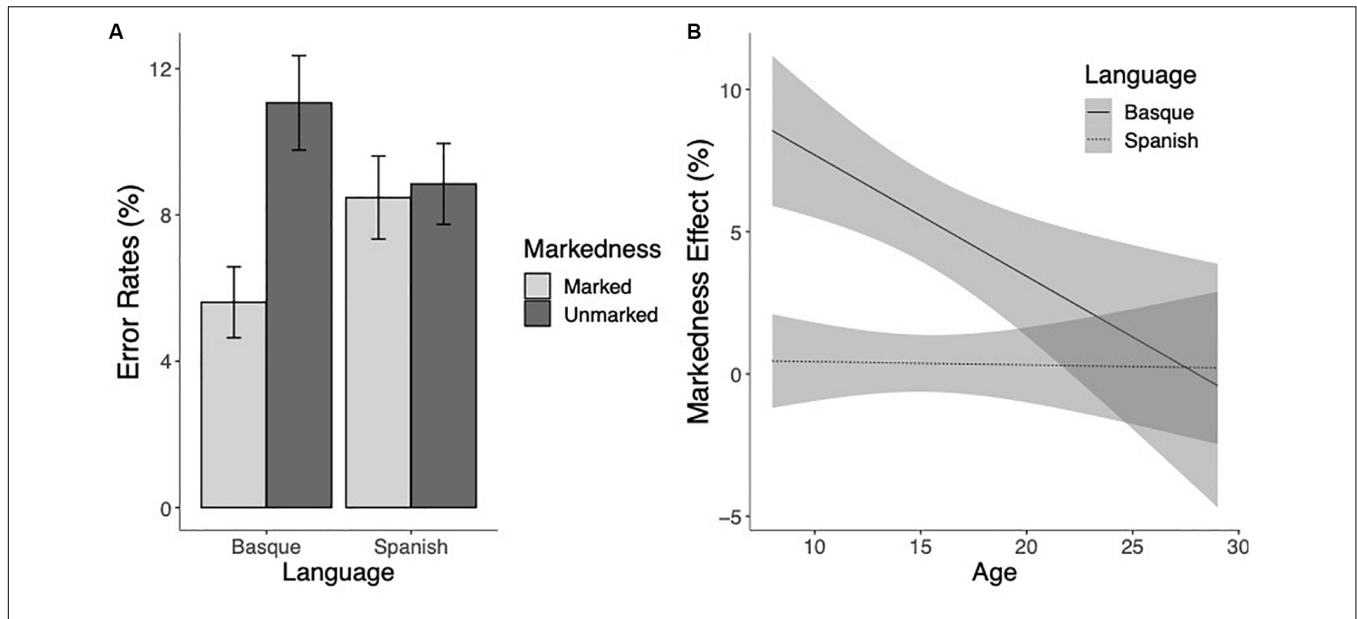 A
Error Rates (%)
12
8
4
0
Basque
Spanish
Language
Markedness
Marked
Unmarked
B
Markedness Effect (%)
10
5
0
−5
10
15
20
25
30
Age
Language
Basque
Spanish